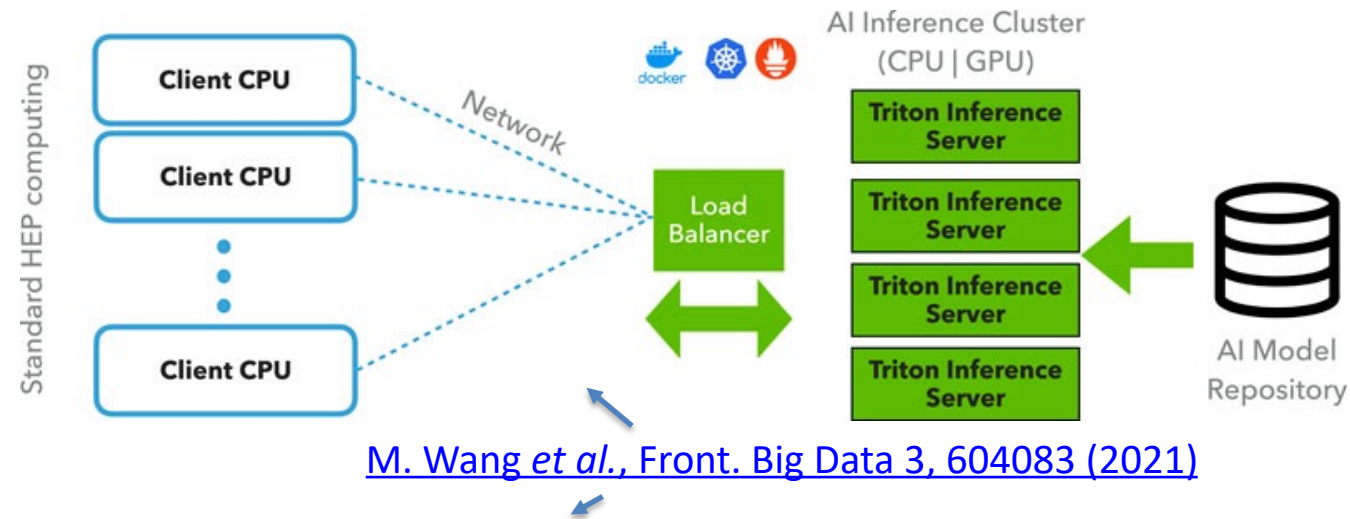 Standard HEP computing
Client CPU
Client CPU
Client CPU
Network
docker
Load
Balancer
AI Inference Cluster
(CPU | GPU)
Triton Inference
Server
Triton Inference
Server
Triton Inference
Server
Triton Inference
Server
AI Model
Repository
M. Wang et al., Front. Big Data 3, 604083 (2021)